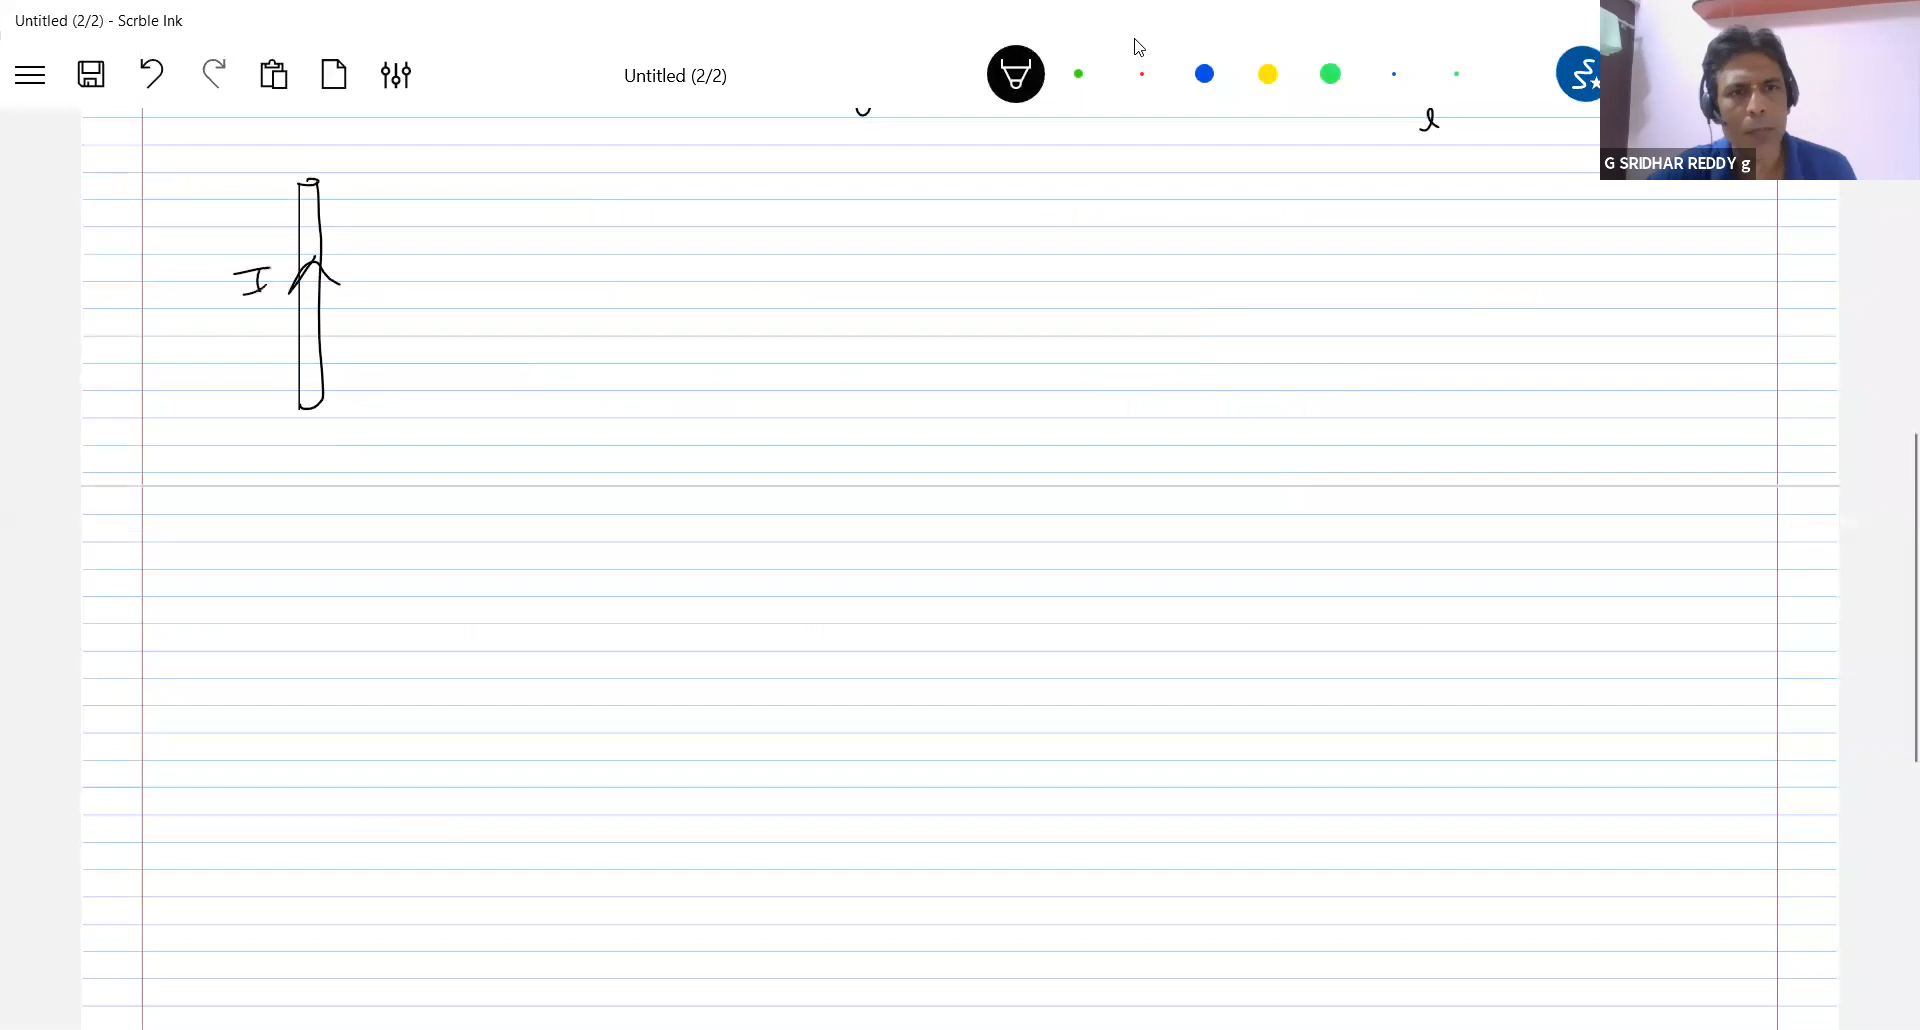 Untitled (2/2) - Scrble Ink
Untitled (2/2)
l
G SRIDHAR REDDY g
I